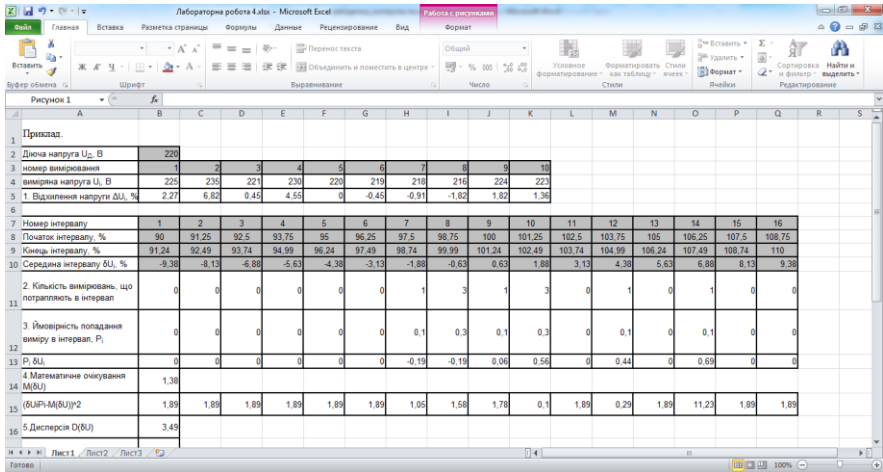 Лабораторна робота 4.xlsx - Microsoft Excel
Работа с рисунками
Файл Главная Вставка Разметка страницы Формулы Данные Рецензирование Вид Формат
Вставить
Ж К Ч
Перенос текста
Объединить и поместить в центре
Общий
% 000
Условное форматирование
Форматировать как таблицу
Стили ячеек
Вставить
Удалить
Формат
Сортировка и фильтр
Найти и выделить
Буфер обмена Шрифт Выравнивание Число Стили Ячейки Редактирование
Рисунок 1 fx
A B C D E F G H I J K L M N O P Q R S
1 Приклад.
2 Діюча напруга U Д, В 220
3 номер вимірювання 1 2 3 4 5 6 7 8 9 10
4 виміряна напруга Ui, В 225 235 221 230 220 219 218 216 224 223
5 1. Відхилення напруги ΔUi, % 2,27 6,82 0,45 4,55 0 -0,45 -0,91 -1,82 1,82 1,36
6
7 Номер інтервалу 1 2 3 4 5 6 7 8 9 10 11 12 13 14 15 16
8 Початок інтервалу, % 90 91,25 92,5 93,75 95 96,25 97,5 98,75 100 101,25 102,5 103,75 105 106,25 107,5 108,75
9 Кінець інтервалу, % 91,24 92,49 93,74 94,99 96,24 97,49 98,74 99,99 101,24 102,49 103,74 104,99 106,24 107,49 108,74 110
10 Середина інтервалу δUi, % -9,38 -8,13 -6,88 -5,63 -4,38 -3,13 -1,88 -0,63 0,63 1,88 3,13 4,38 5,63 6,88 8,13 9,38
2. Кількість вимірювань, що
11 потрапляють в інтервал 0 0 0 0 0 0 1 3 1 3 0 1 0 1 0 0
3. Ймовірність попадання
12 виміру в інтервал, Pi 0 0 0 0 0 0 0,1 0,3 0,1 0,3 0 0,1 0 0,1 0 0
13 Pi δUi 0 0 0 0 0 0 -0,19 -0,19 0,06 0,56 0 0,44 0 0,69 0 0
4.Математичне очікування
14 M(δU) 1,38
15 (δUiPi-M(δU))^2 1,89 1,89 1,89 1,89 1,89 1,89 1,05 1,58 1,78 0,1 1,89 0,29 1,89 11,23 1,89 1,89
16 5.Дисперсія D(δU) 3,49
Лист1 Лист2 Лист3
Готово 100%